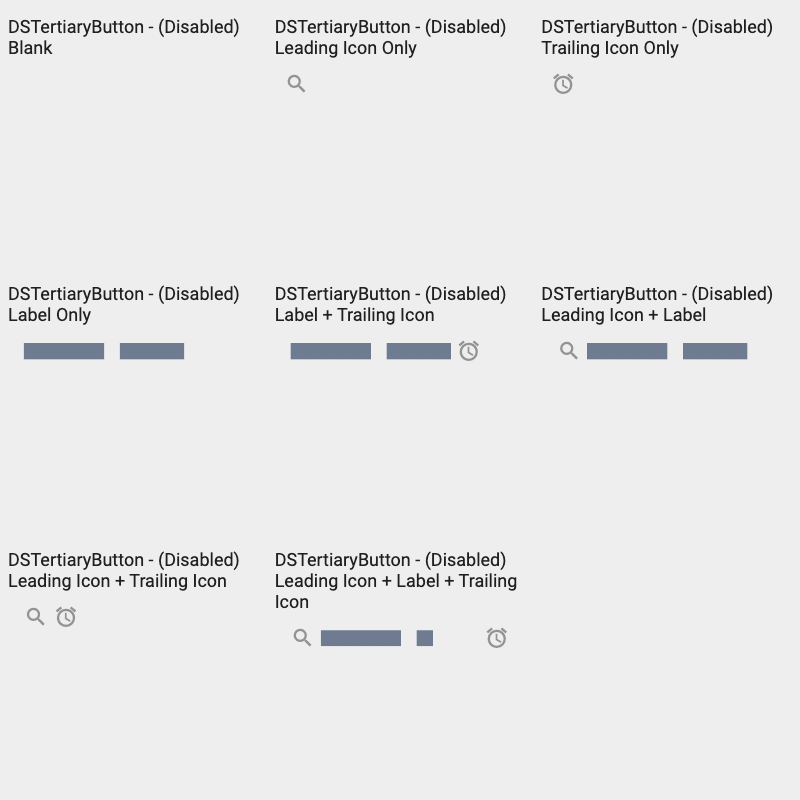 DSTertiaryButton - (Disabled)
Blank
DSTertiaryButton - (Disabled)
Leading Icon Only
DSTertiaryButton - (Disabled)
Trailing Icon Only
DSTertiaryButton - (Disabled)
Label Only
DSTertiaryButton - (Disabled)
Label + Trailing Icon
DSTertiaryButton - (Disabled)
Leading Icon + Label
DSTertiaryButton - (Disabled)
Leading Icon + Trailing Icon
DSTertiaryButton - (Disabled)
Leading Icon + Label + Trailing
Icon